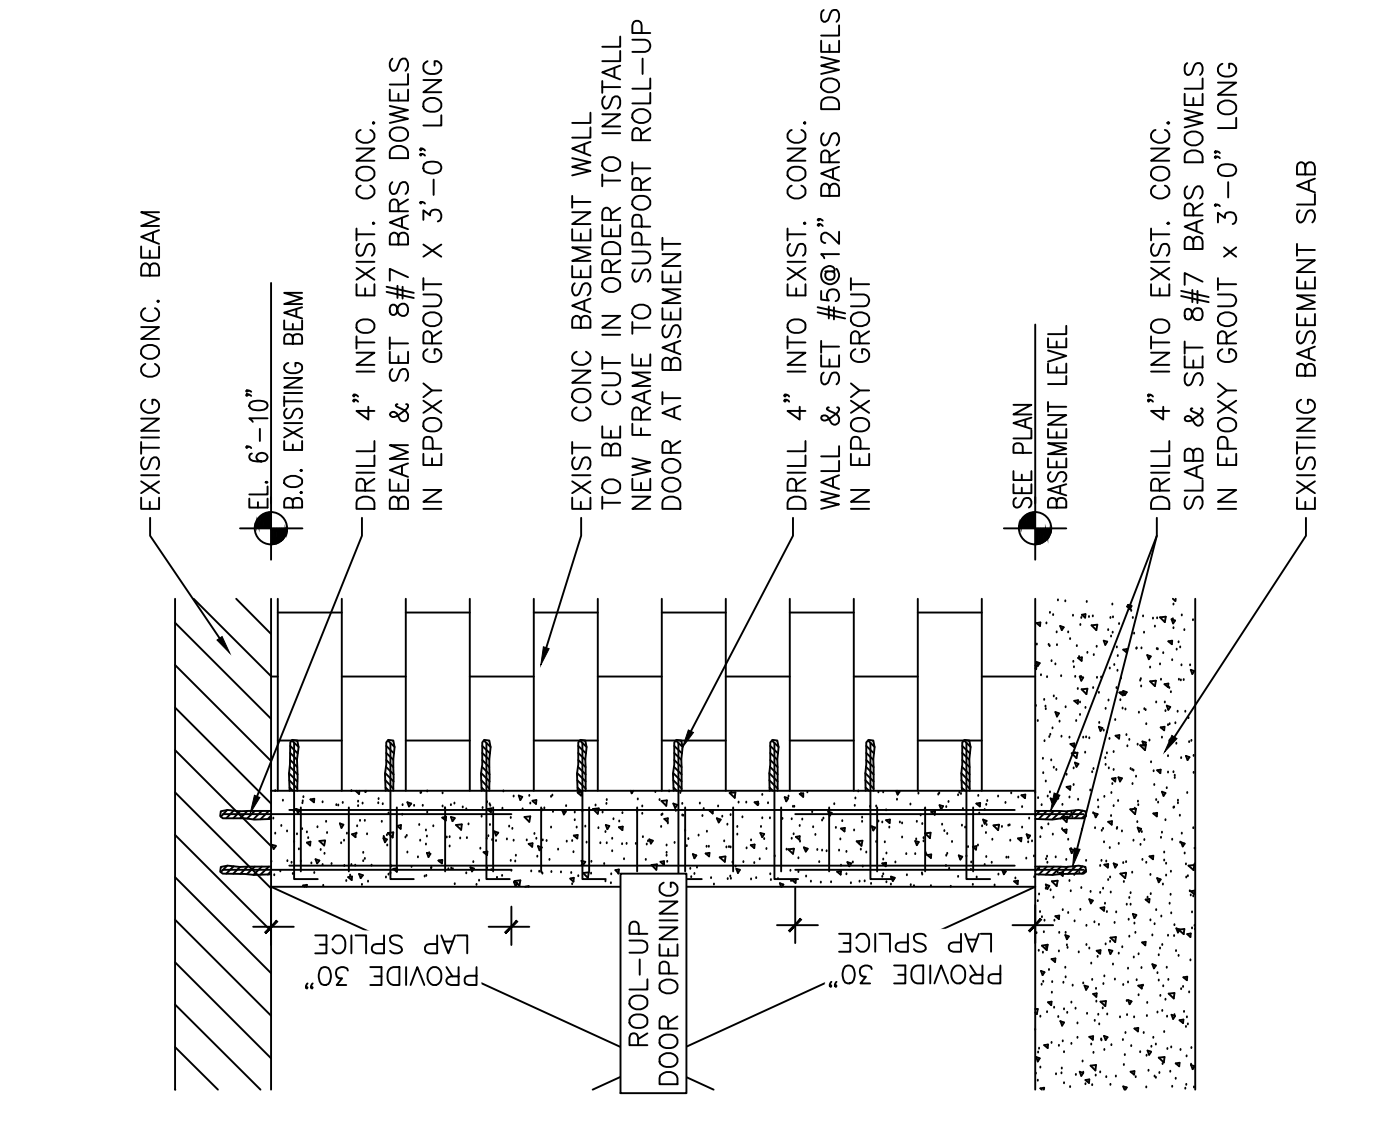 EXISTING CONC. BEAM
EL. 6'-10"
B.O. EXISTING BEAM
DRILL 4" INTO EXIST. CONC.
BEAM & SET 8#7 BARS DOWELS
IN EPOXY GROUT X 3'-0" LONG
EXIST CONC BASEMENT WALL
TO BE CUT IN ORDER TO INSTALL
NEW FRAME TO SUPPORT ROLL-UP
DOOR AT BASEMENT
DRILL 4" INTO EXIST. CONC.
WALL & SET #5@12" BARS DOWELS
IN EPOXY GROUT
SEE PLAN
BASEMENT LEVEL
DRILL 4" INTO EXIST. CONC.
SLAB & SET 8#7 BARS DOWELS
IN EPOXY GROUT x 3'-0" LONG
EXISTING BASEMENT SLAB
PROVIDE 30"
LAP SPLICE
ROOL-UP
DOOR OPENING
PROVIDE 30"
LAP SPLICE